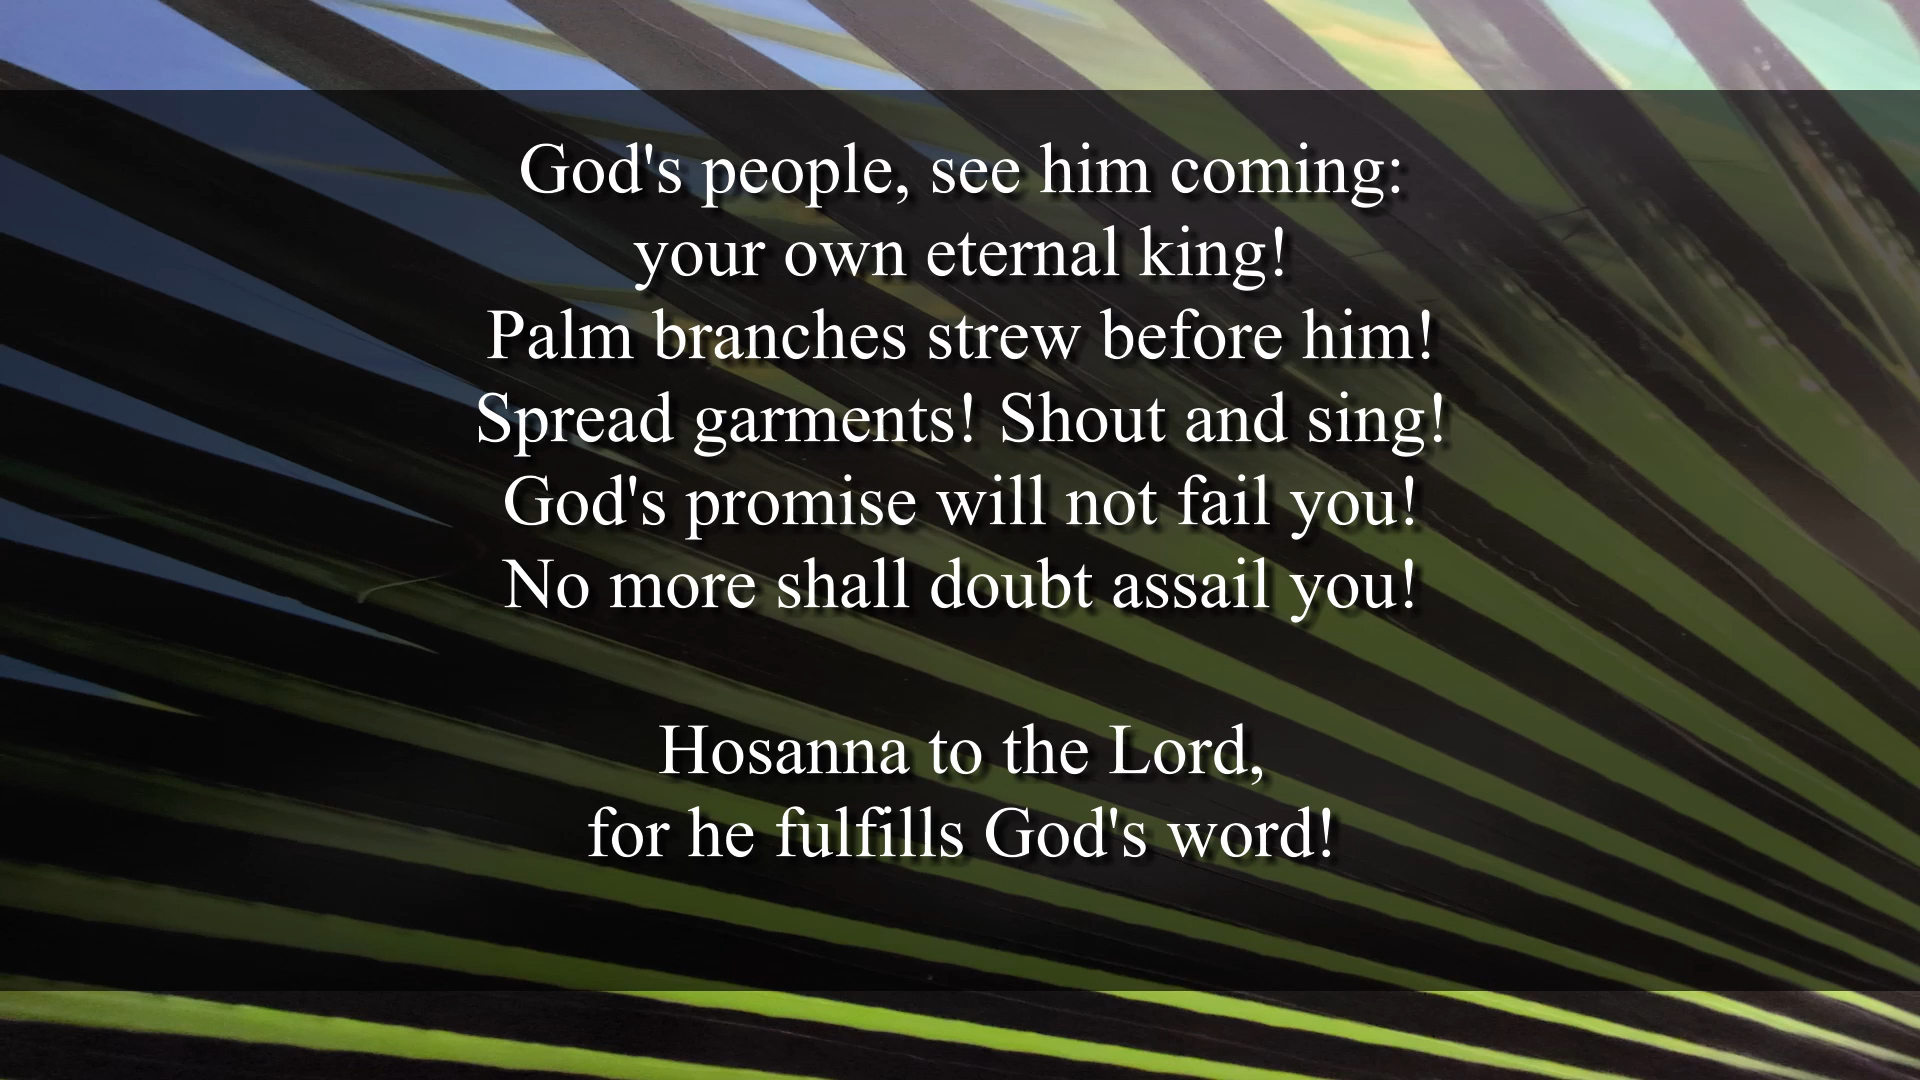 God's people, see him coming:
your own eternal king!
Palm branches strew before him!
Spread garments! Shout and sing!
God's promise will not fail you!
No more shall doubt assail you!
Hosanna to the Lord,
for he fulfills God's word!